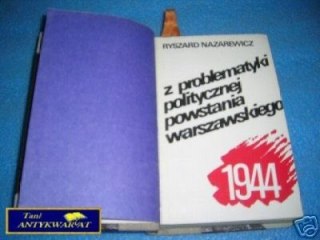 RYSZARD NAZAREWICZ
z problematyki
politycznej
powstania
warszawskiego
1944
Tani
ANTYKWARIAT